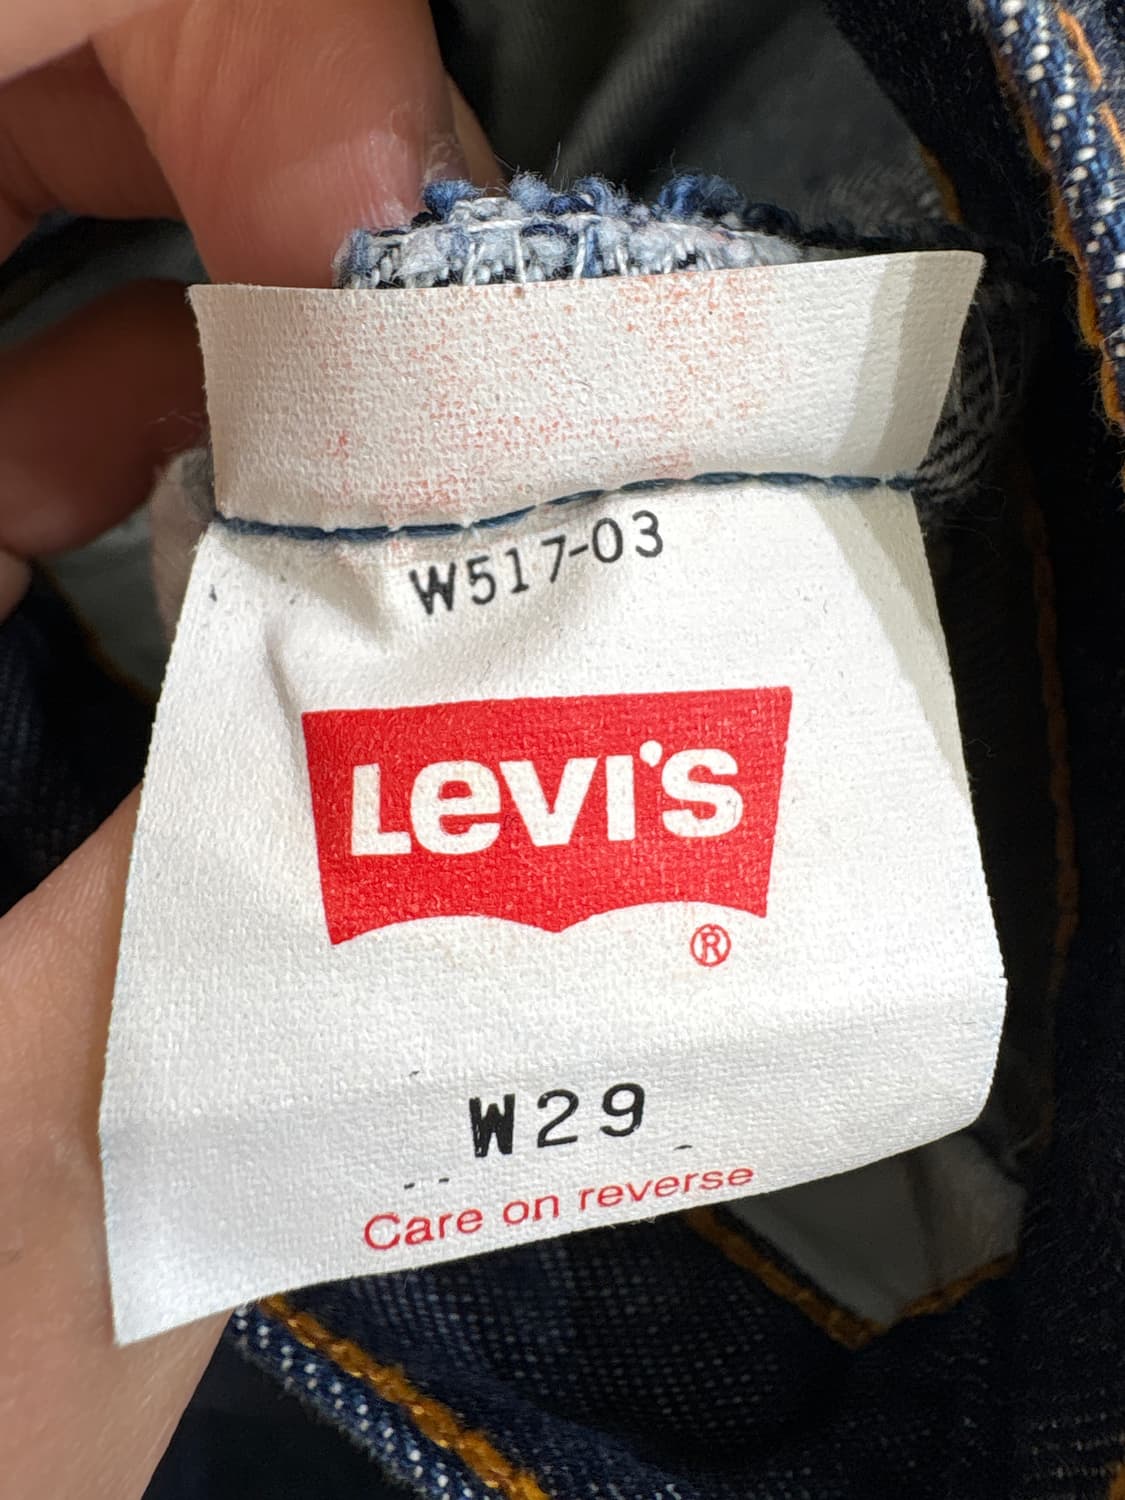 W517-03
Levi's
®
W29
Care on reverse